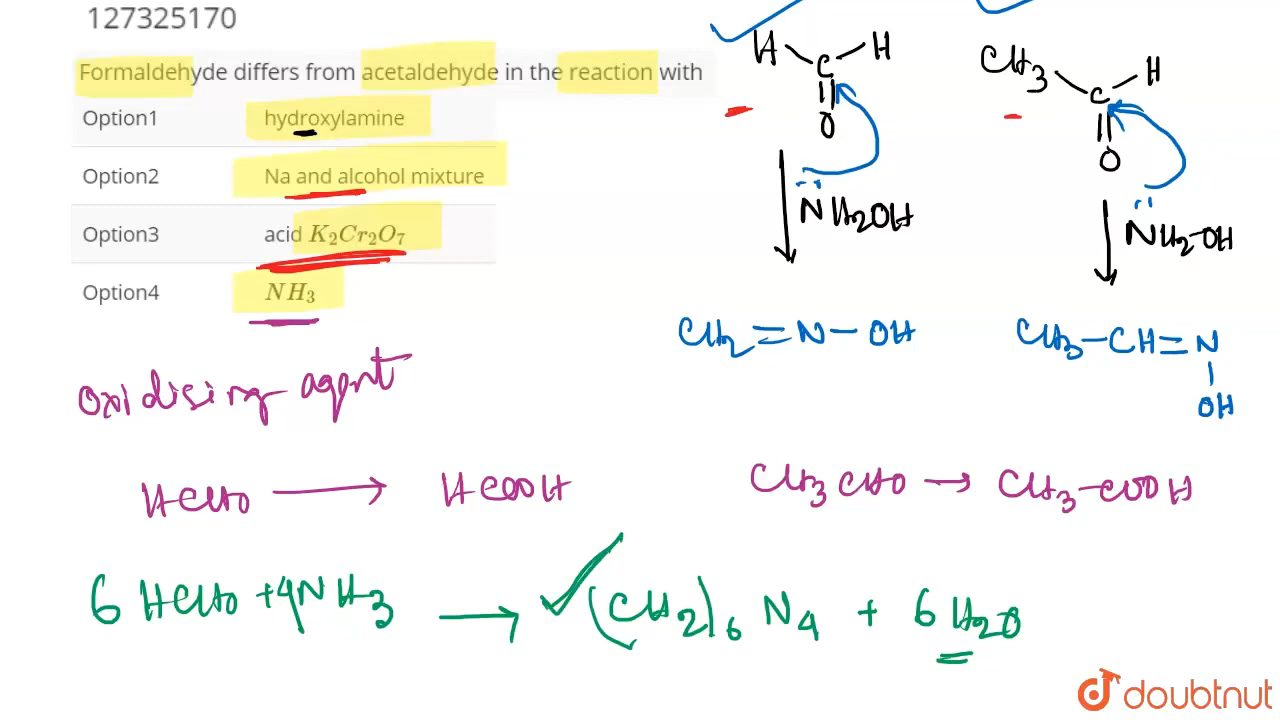 127325170
Formaldehyde differs from acetaldehyde in the reaction with
Option1 hydroxylamine
Option2 Na and alcohol mixture
Option3 acid K₂Cr₂O₇
Option4 NH₃
H C H
O
NH2OH
CH2=N-OH
CH3 C H
O
NH2-OH
CH3-CH=N
OH
Oxidising agent
HCHO → HCOOH
CH3CHO → CH3-COOH
6 HCHO + 4NH3 → (CH2)6 N4 + 6H2O
doubtnut